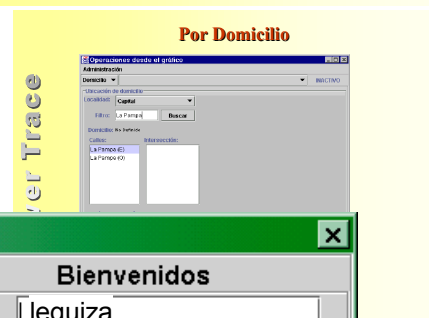 Por Domicilio
Operaciones desde el gráfico
Administración
Domicilio
INACTIVO
Ubicación de domicilio
Localidad: Capital
Filtro: La Pampa Buscar
Domicilio: No Definido
Calles: Intersección:
La Pampa (E)
La Pampa (O)
ver Trace
Bienvenidos